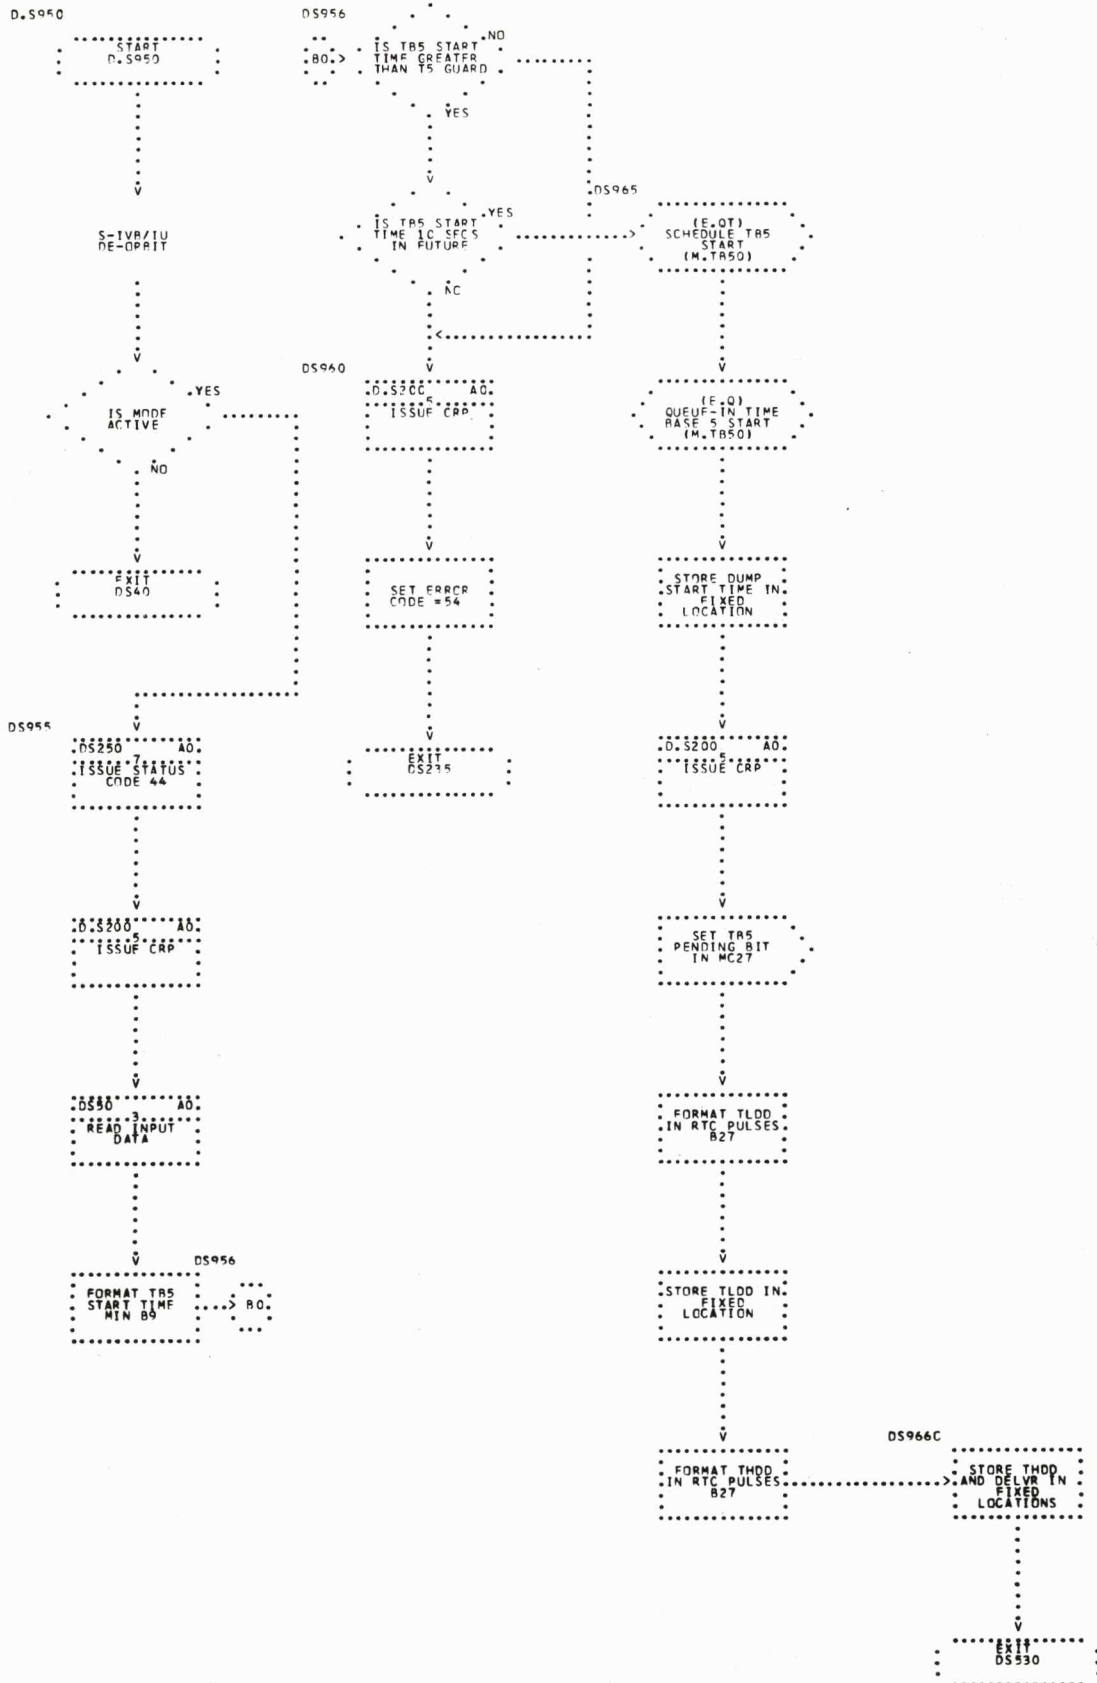 D.S950
START
D.S950
S-IVB/IU
DE-ORBIT
IS MODE
ACTIVE
YES
NO
EXIT
DS40
DS955
DS250 A0
7
ISSUE STATUS
CODE 44
D.S200 A0
5
ISSUE CRP
DS50 A0
3
READ INPUT
DATA
FORMAT TB5
START TIME
MIN B9
DS956
B0
DS956
B0
IS TB5 START
TIME GREATER
THAN T5 GUARD
NO
YES
IS TB5 START
TIME 10 SECS
IN FUTURE
YES
NO
DS960
D.S200 A0
5
ISSUE CRP
SET ERROR
CODE =54
EXIT
DS235
DS965
(E.QT)
SCHEDULE TB5
START
(M.TB50)
(E.Q)
QUEUE-IN TIME
BASE 5 START
(M.TB50)
STORE DUMP
START TIME IN
FIXED
LOCATION
D.S200 A0
5
ISSUE CRP
SET TB5
PENDING BIT
IN MC27
FORMAT TLDD
IN RTC PULSES
B27
STORE TLDD IN
FIXED
LOCATION
FORMAT THDD
IN RTC PULSES
B27
DS966C
STORE THDD
AND DELVR IN
FIXED
LOCATIONS
EXIT
DS530